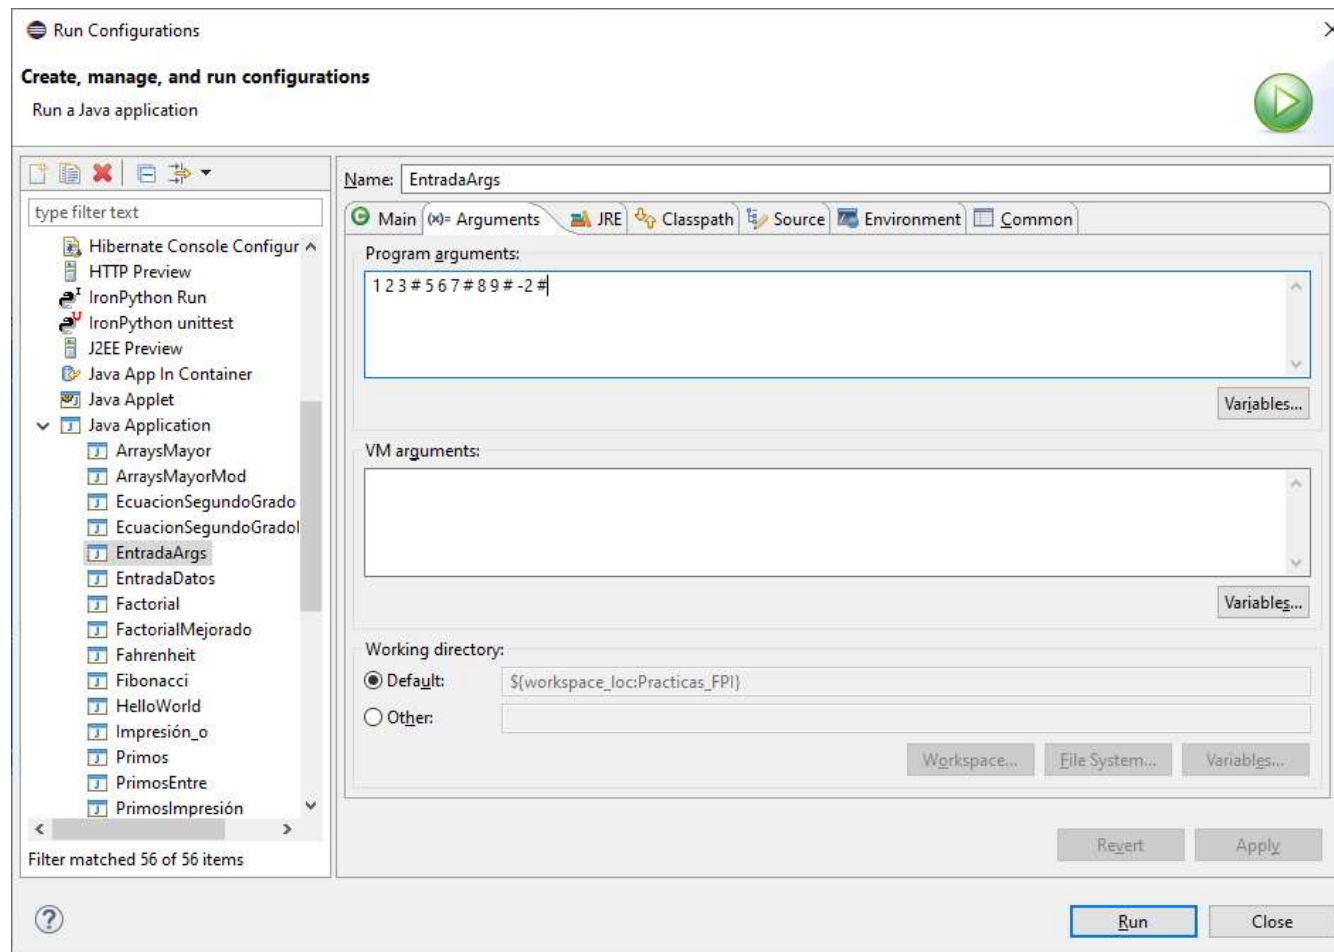 Run Configurations
Create, manage, and run configurations
Run a Java application
type filter text
Hibernate Console Configur
HTTP Preview
IronPython Run
IronPython unittest
J2EE Preview
Java App In Container
Java Applet
Java Application
ArraysMayor
ArraysMayorMod
EcuacionSegundoGrado
EcuacionSegundoGradoI
EntradaArgs
EntradaDatos
Factorial
FactorialMejorado
Fahrenheit
Fibonacci
HelloWorld
Impresión_o
Primos
PrimosEntre
PrimosImpresión
Filter matched 56 of 56 items
Name: EntradaArgs
Main (x)= Arguments JRE Classpath Source Environment Common
Program arguments:
1 2 3 # 5 6 7 # 8 9 # -2 #
Variables...
VM arguments:
Variables...
Working directory:
Default: ${workspace_loc:Practicas_FPI}
Other:
Workspace... File System... Variables...
Revert Apply
Run Close